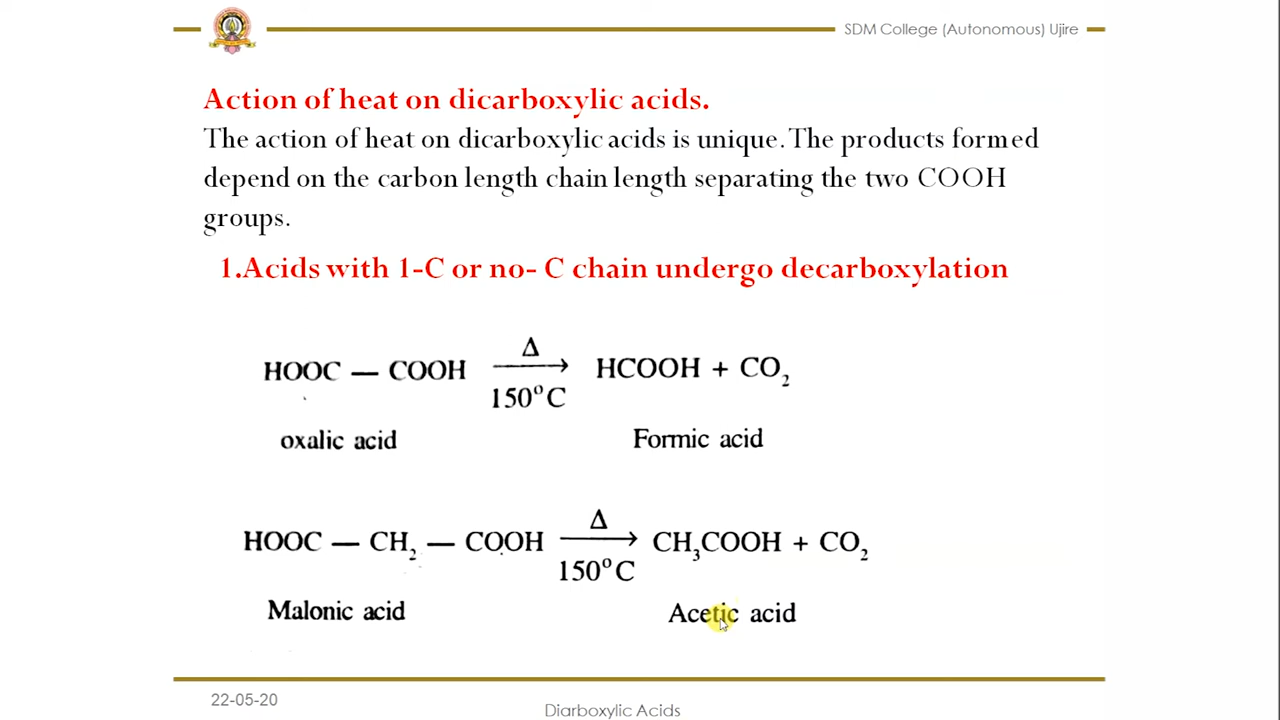 SDM College (Autonomous) Ujire
Action of heat on dicarboxylic acids.
The action of heat on dicarboxylic acids is unique. The products formed
depend on the carbon length chain length separating the two COOH
groups.
1.Acids with 1-C or no- C chain undergo decarboxylation
Δ
HOOC — COOH ⟶ HCOOH + CO₂
150°C
oxalic acid Formic acid
Δ
HOOC — CH₂ — COOH ⟶ CH₃COOH + CO₂
150°C
Malonic acid Acetic acid
22-05-20
Diarboxylic Acids